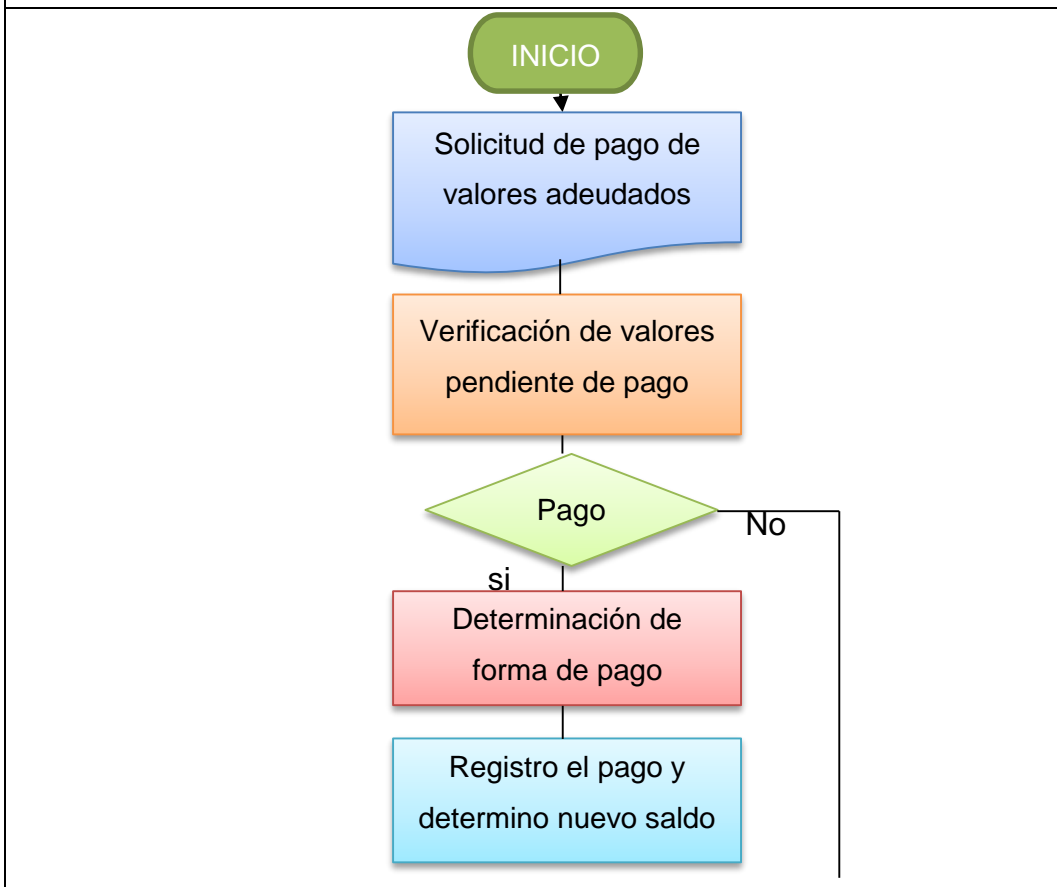 INICIO
Solicitud de pago de
valores adeudados
Verificación de valores
pendiente de pago
Pago
No
si
Determinación de
forma de pago
Registro el pago y
determino nuevo saldo